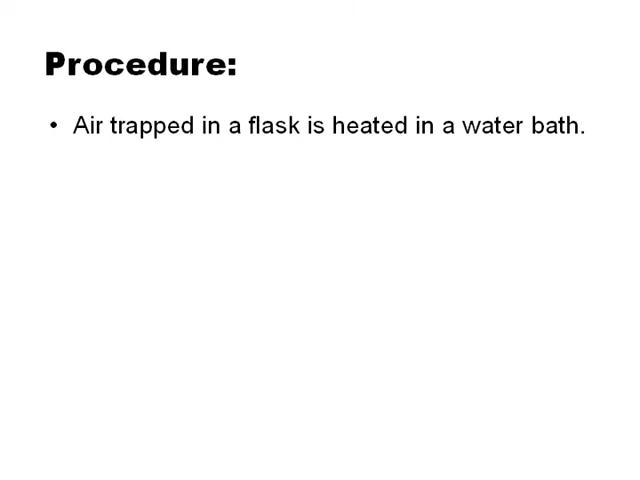 Procedure:
• Air trapped in a flask is heated in a water bath.